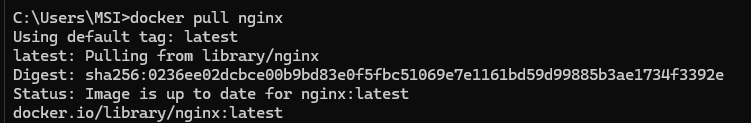 C:\Users\MSI>docker pull nginx
Using default tag: latest
latest: Pulling from library/nginx
Digest: sha256:0236ee02dcbce00b9bd83e0f5fbc51069e7e1161bd59d99885b3ae1734f3392e
Status: Image is up to date for nginx:latest
docker.io/library/nginx:latest